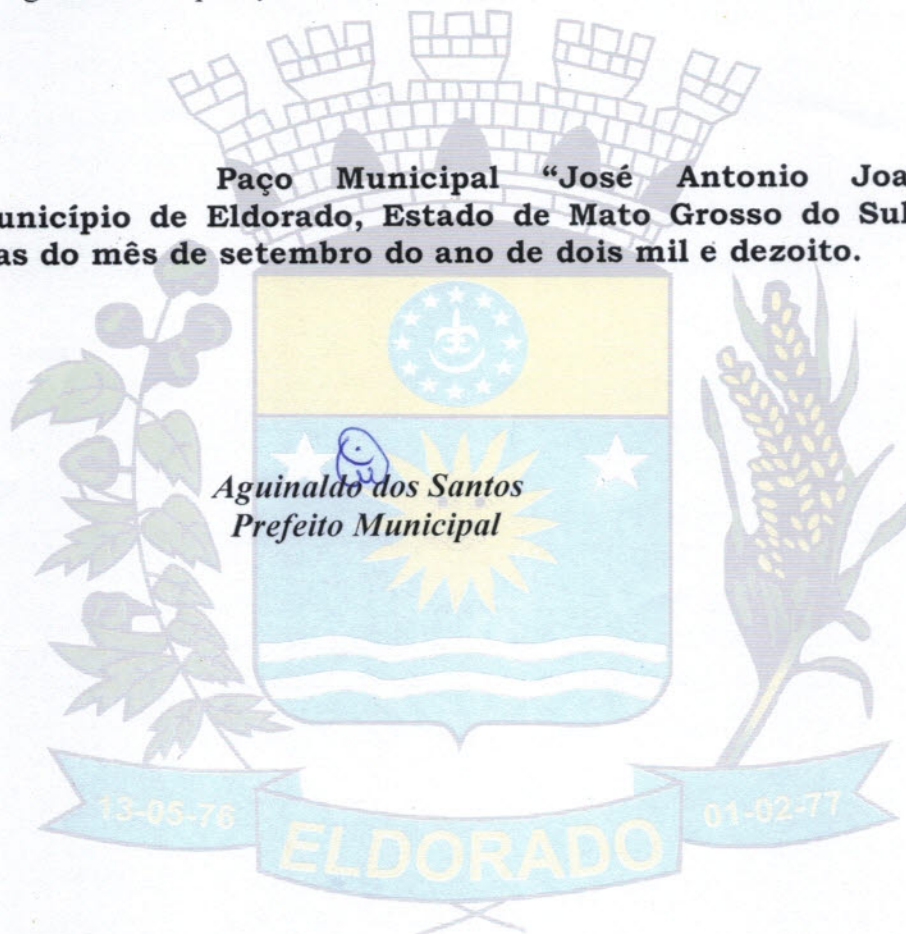 Paço Municipal “José Antonio Joa
unicípio de Eldorado, Estado de Mato Grosso do Sul
as do mês de setembro do ano de dois mil e dezoito.
Aguinaldo dos Santos
Prefeito Municipal
13-05-76
ELDORADO
01-02-77